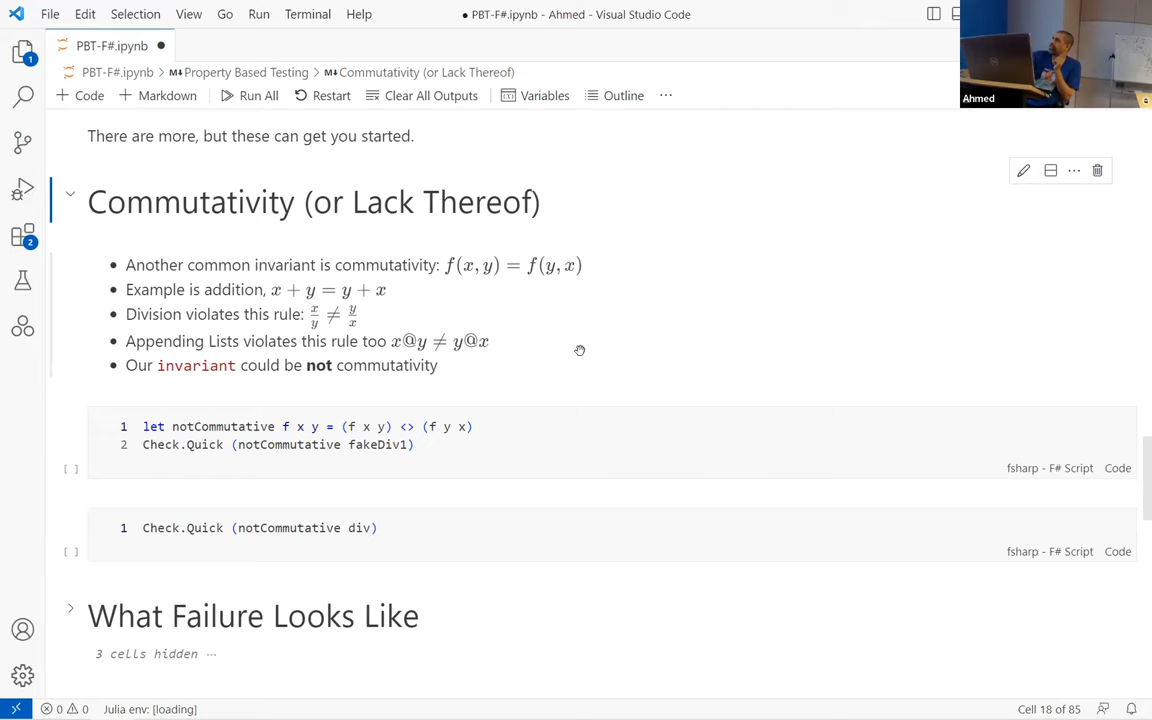 File Edit Selection View Go Run Terminal Help
● PBT-F#.ipynb - Ahmed - Visual Studio Code
PBT-F#.ipynb ●
PBT-F#.ipynb > M↓Property Based Testing > M↓Commutativity (or Lack Thereof)
+ Code + Markdown Run All Restart Clear All Outputs Variables Outline ...
Ahmed
1
2
There are more, but these can get you started.
Commutativity (or Lack Thereof)
• Another common invariant is commutativity: f(x, y) = f(y, x)
• Example is addition, x + y = y + x
• Division violates this rule: x/y ≠ y/x
• Appending Lists violates this rule too x@y ≠ y@x
• Our invariant could be not commutativity
1 let notCommutative f x y = (f x y) <> (f y x)
2 Check.Quick (notCommutative fakeDiv1)
[ ] fsharp - F# Script Code
1 Check.Quick (notCommutative div)
[ ] fsharp - F# Script Code
What Failure Looks Like
3 cells hidden ...
0 0 Julia env: [loading] Cell 18 of 85